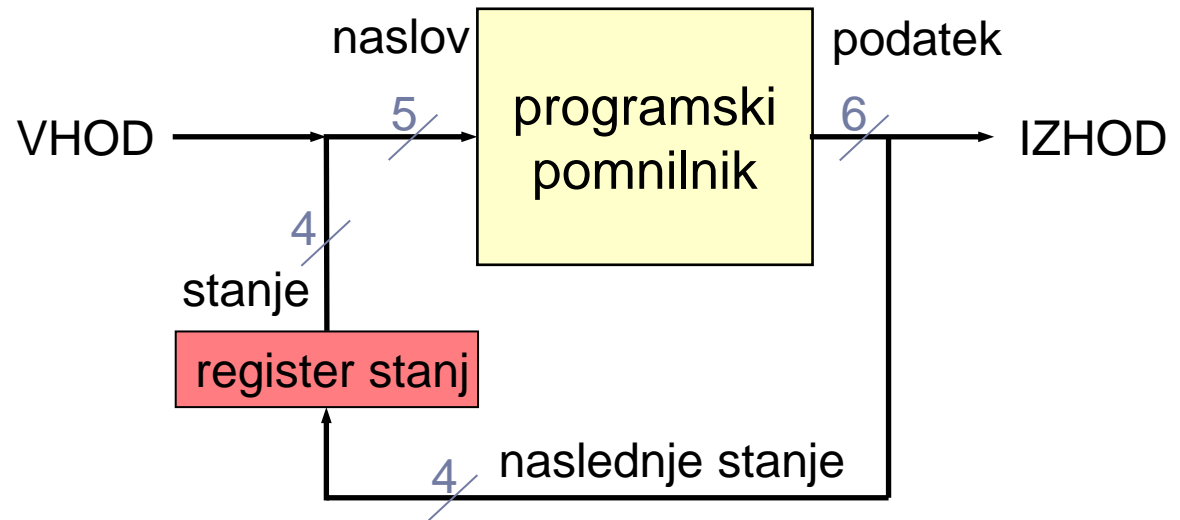 naslov
podatek
VHOD
5
programski
pomnilnik
6
IZHOD
4
stanje
register stanj
4
naslednje stanje